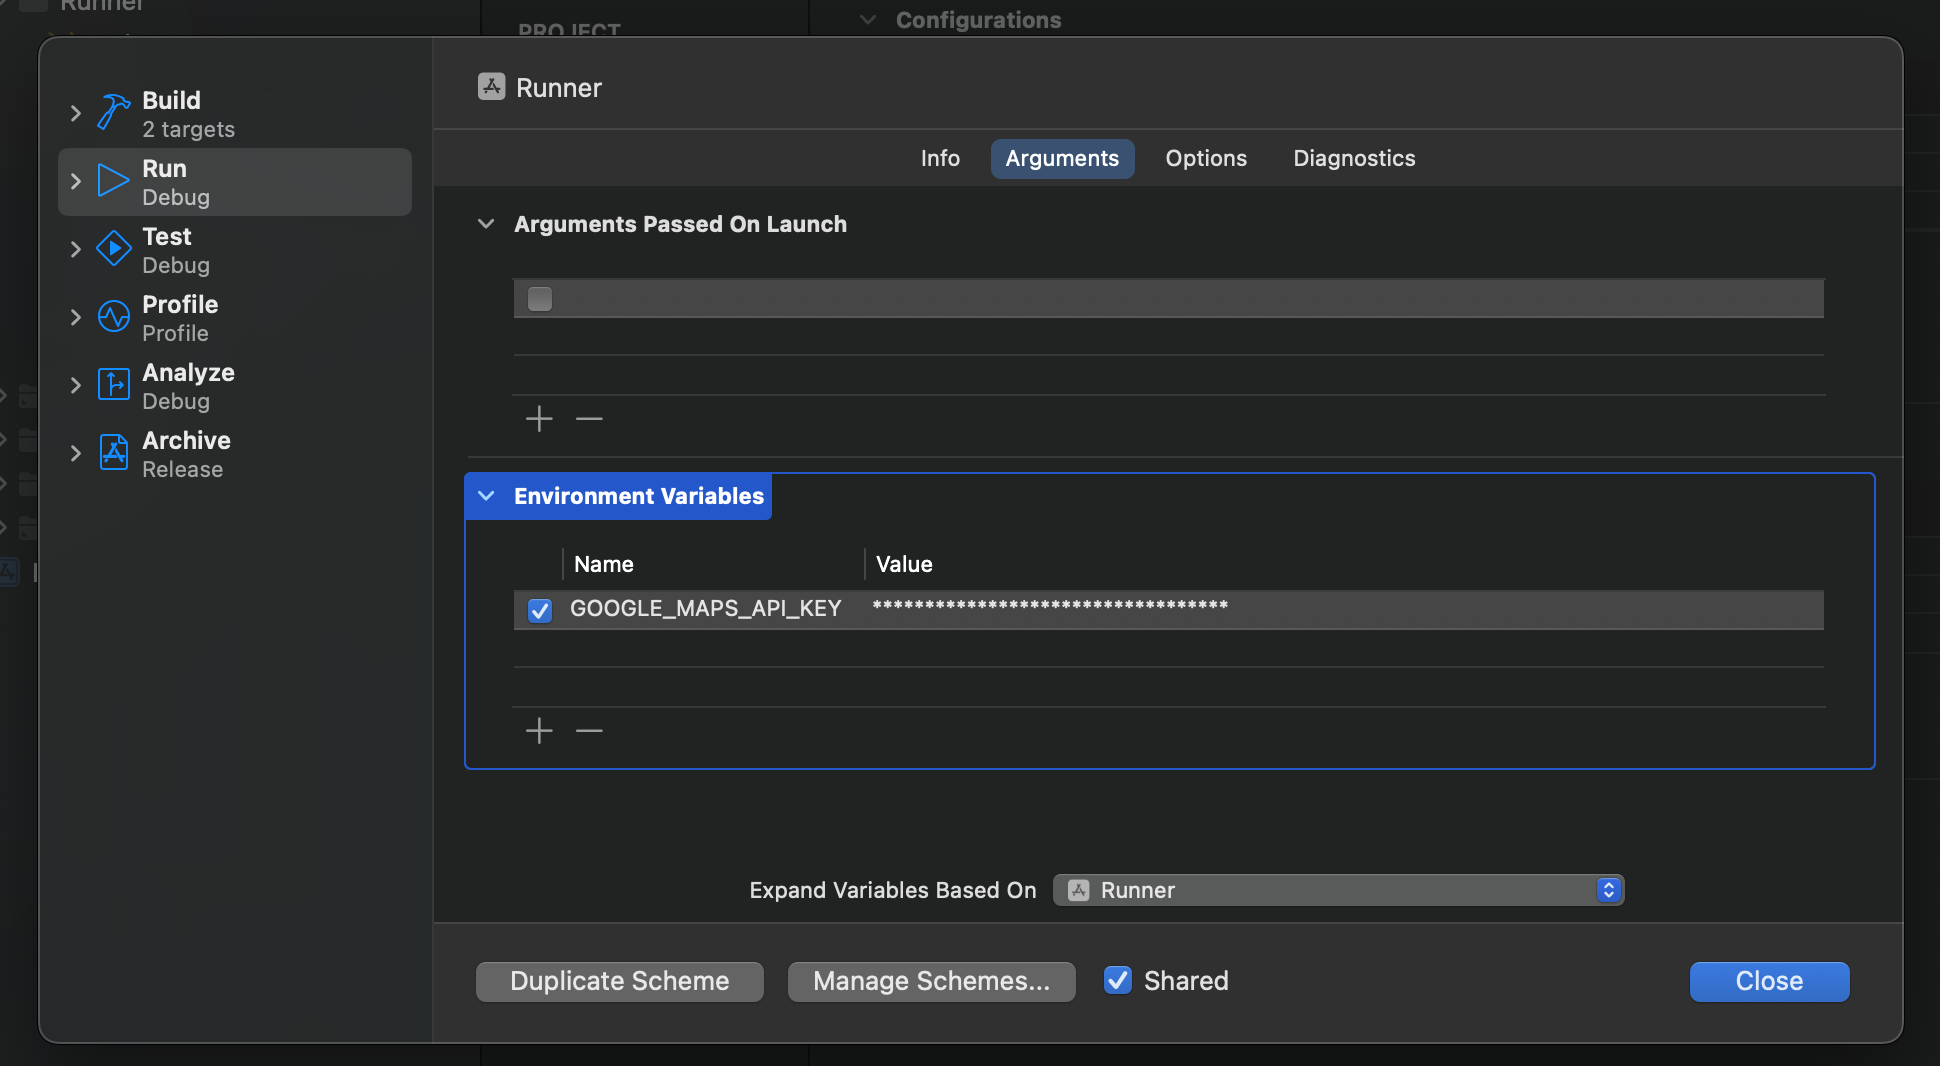 Runner
PROJECT
Configurations
Build
2 targets
Run
Debug
Test
Debug
Profile
Profile
Analyze
Debug
Archive
Release
Runner
Info
Arguments
Options
Diagnostics
Arguments Passed On Launch
Environment Variables
Name
Value
GOOGLE_MAPS_API_KEY
**********************************
Expand Variables Based On
Runner
Duplicate Scheme
Manage Schemes...
Shared
Close